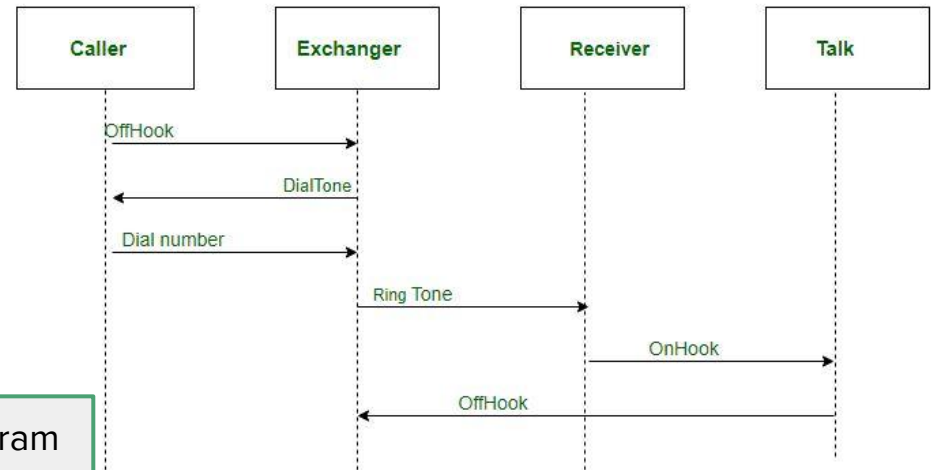 Caller Exchanger Receiver Talk
OffHook
DialTone
Dial number
Ring Tone
OnHook
OffHook